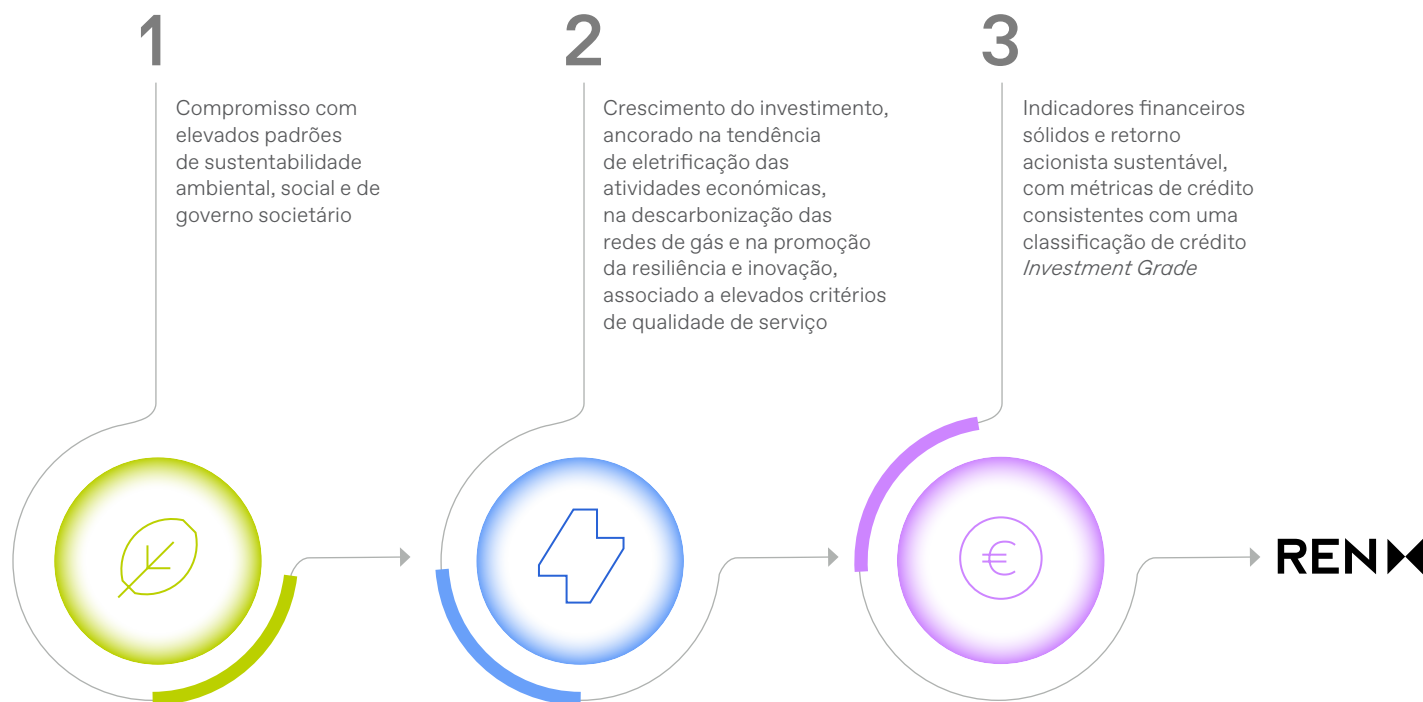 1
Compromisso com
elevados padrões
de sustentabilidade
ambiental, social e de
governo societário
2
Crescimento do investimento,
ancorado na tendência
de eletrificação das
atividades económicas,
na descarbonização das
redes de gás e na promoção
da resiliência e inovação,
associado a elevados critérios
de qualidade de serviço
3
Indicadores financeiros
sólidos e retorno
acionista sustentável,
com métricas de crédito
consistentes com uma
classificação de crédito
Investment Grade
€
REN